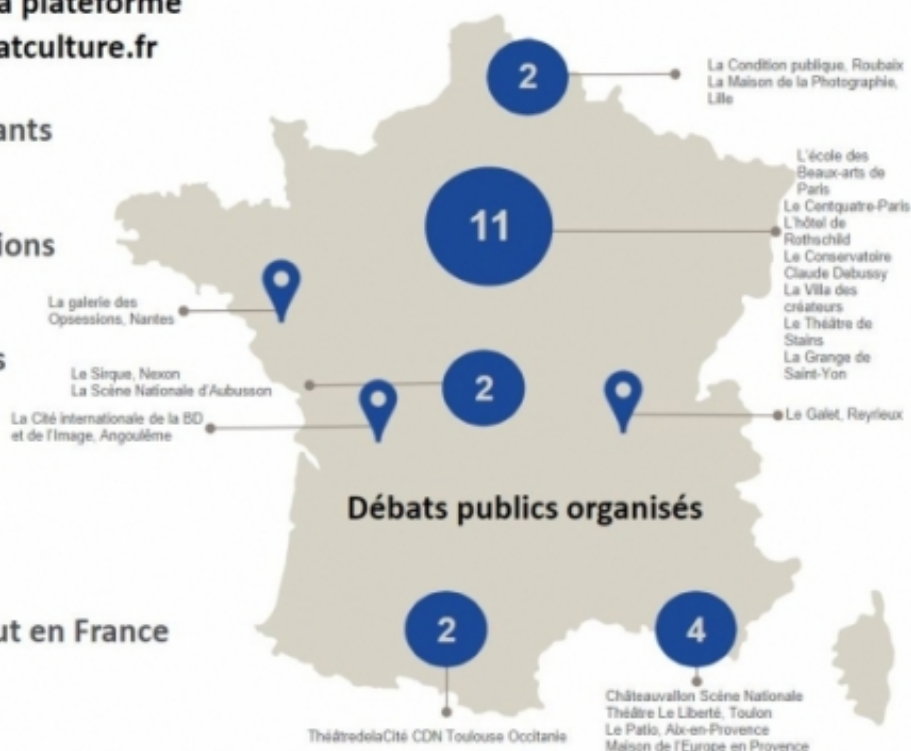 a plateforme
atculture.fr
ants
ions
s
ut en France
2
La Condition publique, Roubaix
La Maison de la Photographie,
Lille
11
L'école des
Beaux-arts de
Paris
Le Centquatre-Paris
L'hôtel de
Rothschild
Le Conservatoire
Claude Debussy
La Villa des
créateurs
Le Théâtre de
Stains
La Grange de
Saint-Yon
La galerie des
Opsessions, Nantes
Le Sirque, Nexon
La Scène Nationale d'Aubusson
2
La Cité internationale de la BD
et de l'Image, Angoulême
Le Galet, Reyrieux
Débats publics organisés
2
4
ThéâtredelaCité CDN Toulouse Occitanie
Châteauvallon Scéne Nationale
Théâtre Le Liberté, Toulon
Le Patio, Aix-en-Provence
Maison de l'Europe en Provence